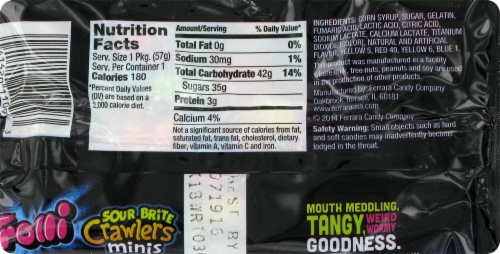 Nutrition
Facts
Serv. Size 1 Pkg. (57g)
Serv. Per Container 1
Calories 180
*Percent Daily Values
(DV) are based on a
2,000 calorie diet.
Amount/Serving % Daily Value*
Total Fat 0g 0%
Sodium 30mg 1%
Total Carbohydrate 42g 14%
Sugars 35g
Protein 3g
Calcium 4%
Not a significant source of calories from fat,
saturated fat, trans fat, cholesterol, dietary
fiber, vitamin A, vitamin C and iron.
INGREDIENTS: CORN SYRUP, SUGAR, GELATIN,
FUMARIC ACID, LACTIC ACID, CITRIC ACID,
SODIUM LACTATE, CALCIUM LACTATE, TITANIUM
DIOXIDE (COLOR), NATURAL AND ARTIFICIAL
FLAVOR, YELLOW 5, RED 40, YELLOW 6, BLUE 1.
This product was manufactured in a facility
where milk, tree nuts, peanuts and soy are used
in the production of other products.
Manufactured by: Ferrara Candy Company
Oakbrook Terrace, IL 60181
www.ferrarausa.com
© 2014 Ferrara Candy Company
Safety Warning: Small objects such as hard
and soft candies may inadvertently become
lodged in the throat.
rolli
SOUR BRITE
Crawlers
minis
BEST BY
071916
MOUTH MEDDLING,
TANGY, WEIRD
WORMY
GOODNESS.